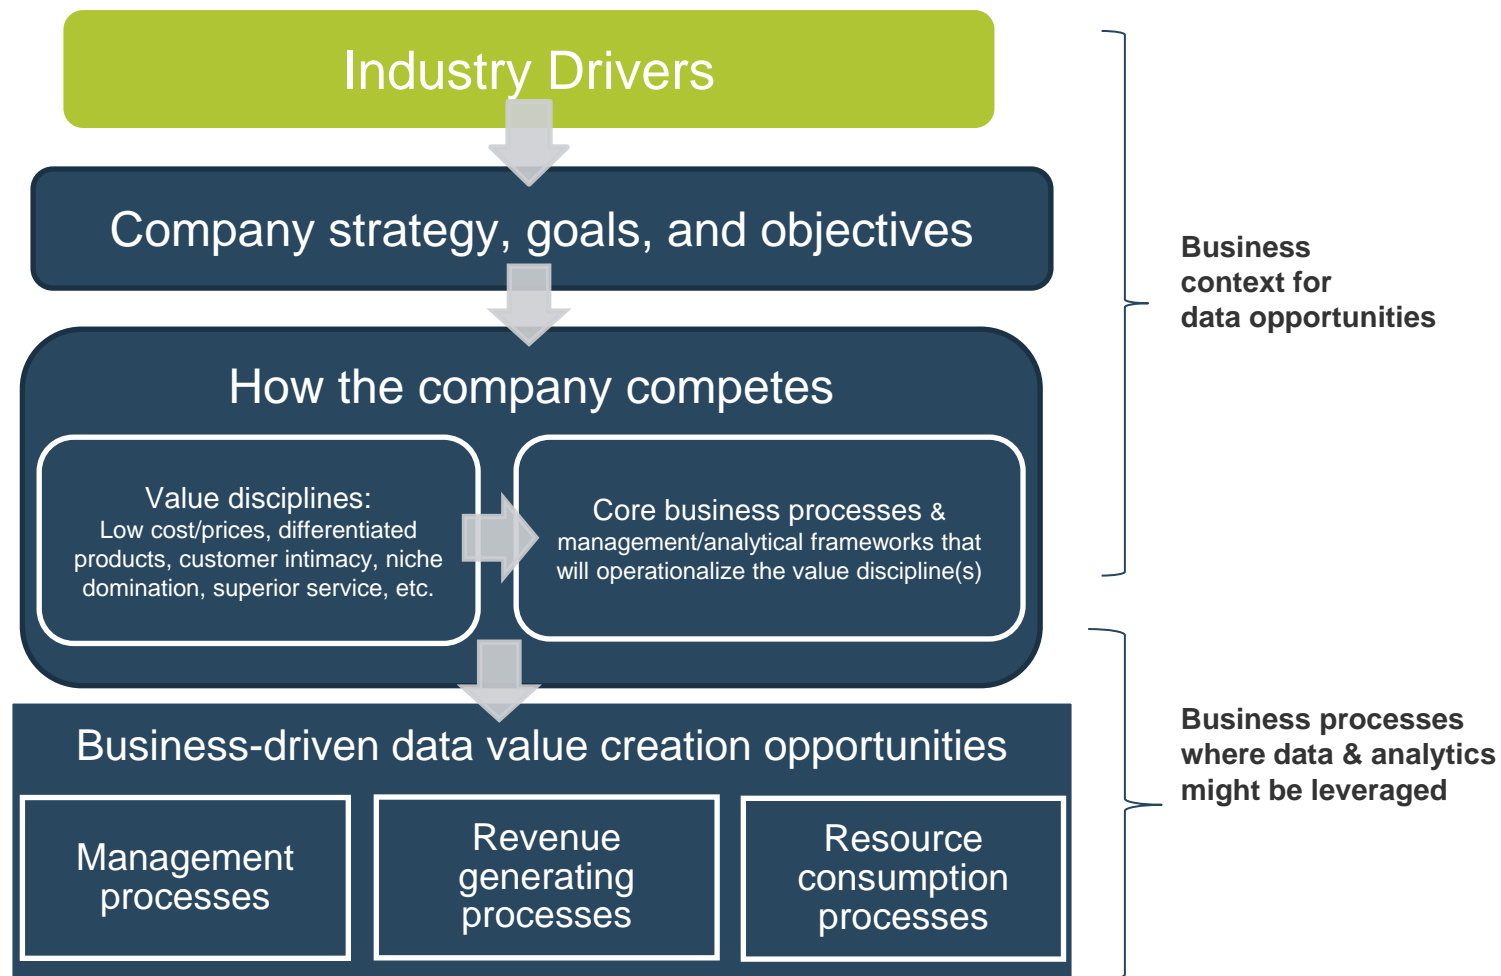 Industry Drivers
Company strategy, goals, and objectives
How the company competes
Value disciplines:
Low cost/prices, differentiated
products, customer intimacy, niche
domination, superior service, etc.
Core business processes &
management/analytical frameworks that
will operationalize the value discipline(s)
Business
context for
data opportunities
Business-driven data value creation opportunities
Management
processes
Revenue
generating
processes
Resource
consumption
processes
Business processes
where data & analytics
might be leveraged